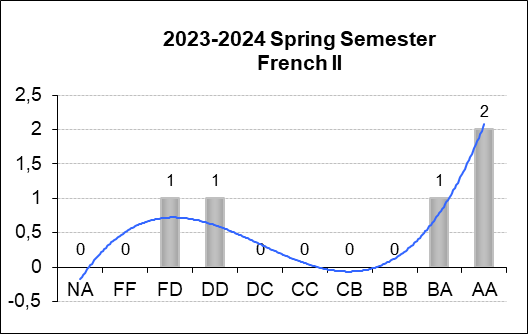 2023-2024 Spring Semester
French II
2,5
2
1,5
1
0,5
0
-0,5
0 0 1 1 0 0 0 0 1 2
NA FF FD DD DC CC CB BB BA AA